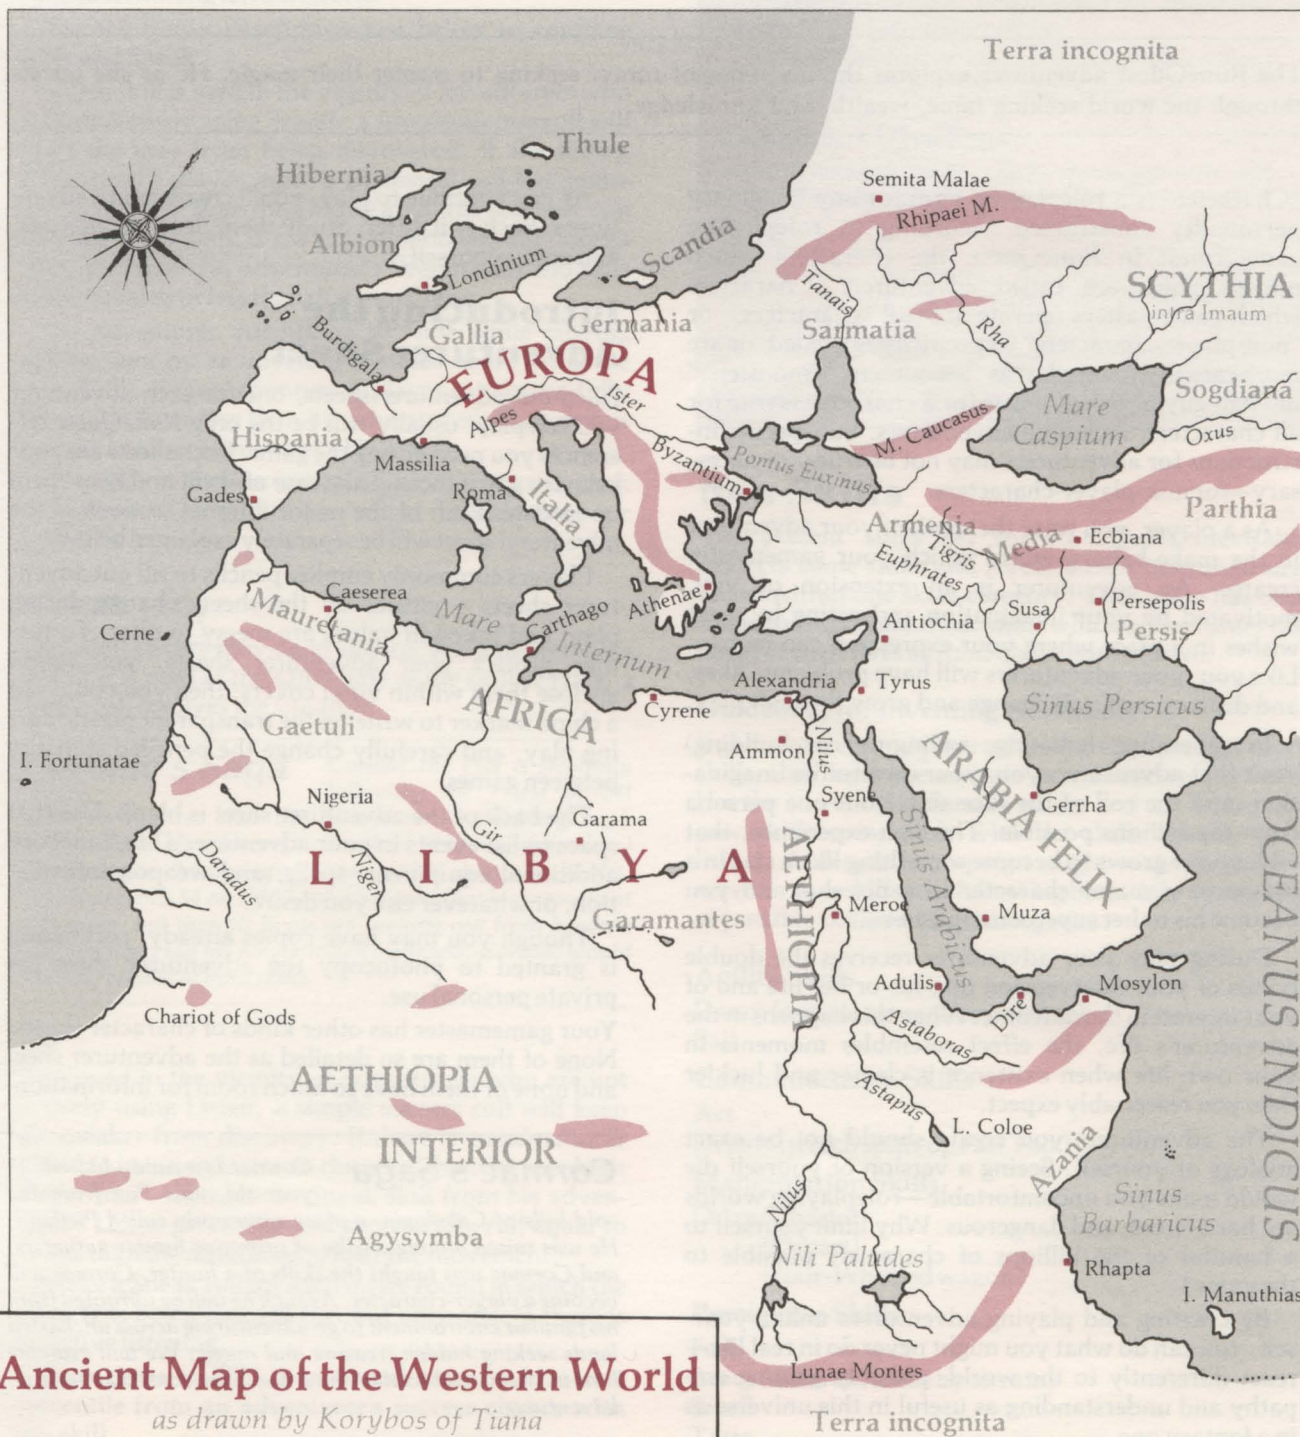 Terra incognita
Thule
Hibernia
Semita Malae
Rhipaei M.
Albion
Scandia
Londinium
Tanais
SCYTHIA
intra Imaum
Burdigala
Gallia
Germania
Sarmatia
Rha
EUROPA
Ister
Sogdiana
Mare
Caspium
Alpes
Hispania
M. Caucasus
Oxus
Massilia
Byzantium
Pontus Euxinus
Gades
Roma
Italia
Armenia
Media
Parthia
Ecbiana
Tigris
Euphrates
Caeserea
Mauretania
Mare
Internum
Carthago
Athenae
Antiochia
Susa
Persepolis
Persis
Cerne
AFRICA
Cyrene
Alexandria
Tyrus
Sinus Persicus
Gaetuli
Ammon
Nilus
ARABIA FELIX
I. Fortunatae
Nigeria
Syene
Gerrha
Gir
Garama
Sinus Arabicus
OCEANUS INDICUS
Daradus
Niger
LIBYA
AETHIOPIA
Garamantes
Meroe
Muza
Adulis
Dire
Mosylon
Chariot of Gods
Astaboras
AETHIOPIA
INTERIOR
Astapus
L. Coloe
Azania
Agysymba
Nilus
Nili Paludes
Sinus
Barbaricus
Rhapta
I. Manuthias
Lunae Montes
Ancient Map of the Western World
as drawn by Korybos of Tiana
Terra incognita